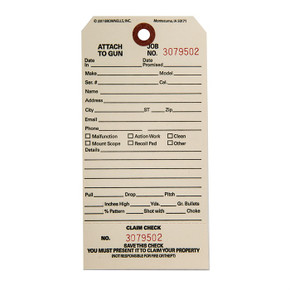 © 2019 BROWNELLS, INC. Montezuma, IA 50171
ATTACH TO GUN JOB NO. 3079502
Date In Date Promised
Make Model
Ser. # Cal.
Name
Address
City ST Zip
Email
Phone
Malfunction Action Work Clean
Mount Scope Recoil Pad Other
Details
Pull Drop Pitch
Inches High Yds. Gr. Bullets
% Pattern Shot with Choke
CLAIM CHECK
NO. 3079502
SAVE THIS CHECK
YOU MUST PRESENT IT TO CLAIM YOUR PROPERTY
(NOT RESPONSIBLE FOR FIRE OR THEFT)